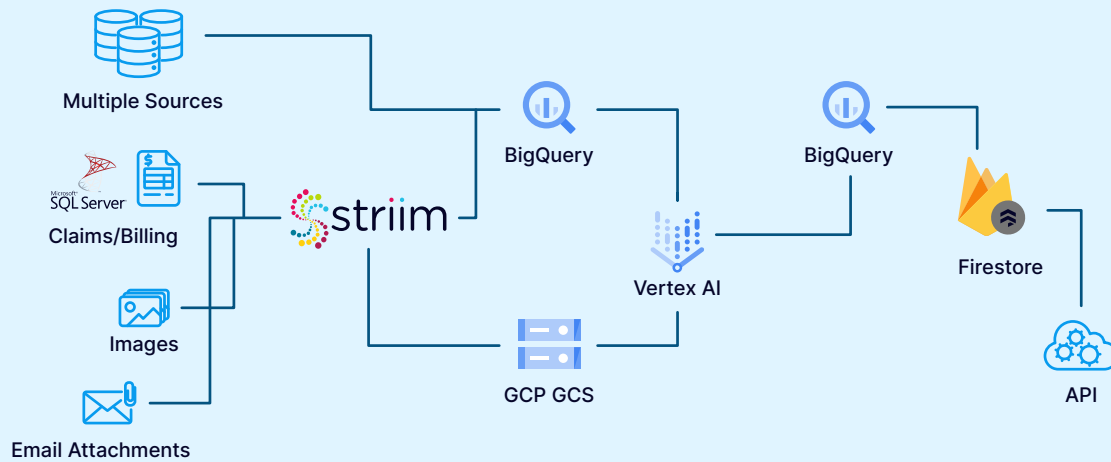 Multiple Sources
BigQuery
BigQuery
Microsoft®
SQL Server
$
Claims/Billing
striim
Vertex AI
Firestore
Images
GCP GCS
API
Email Attachments